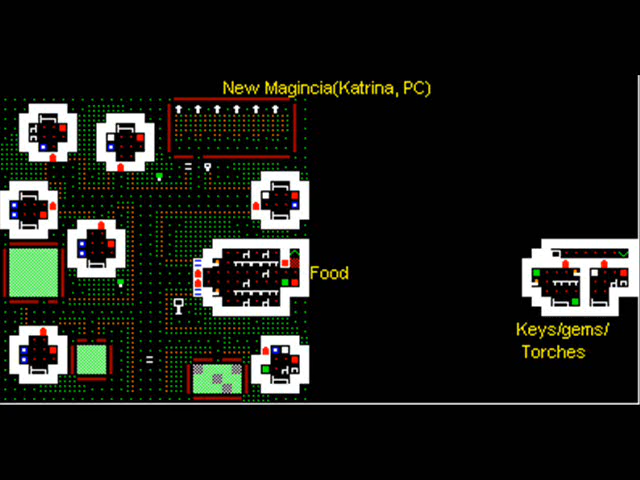 New Magincia(Katrina, PC)
Food
Keys/gems/
Torches